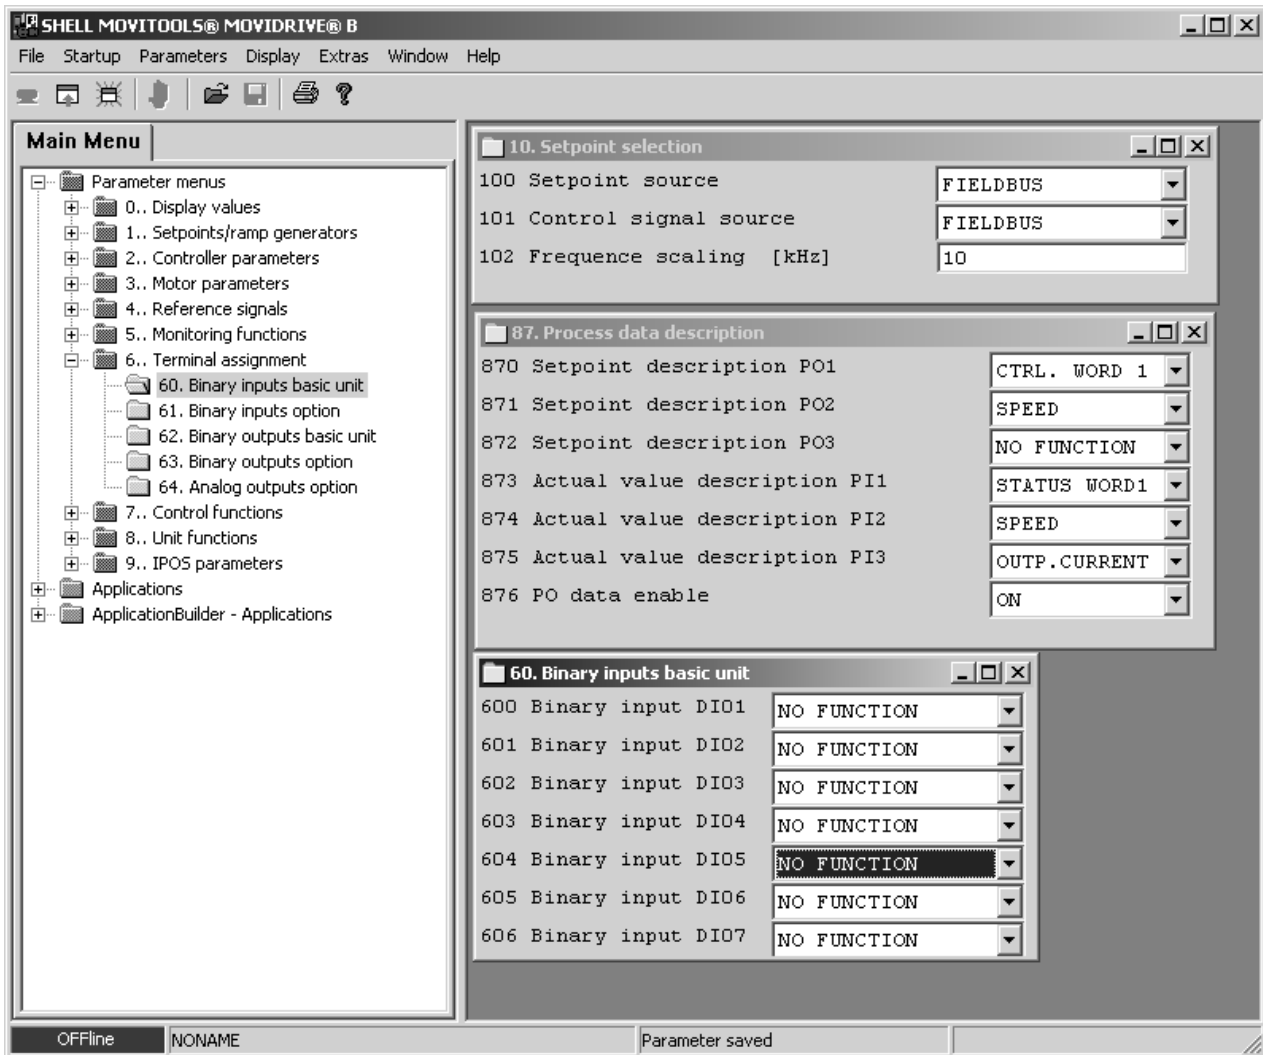 SHELL MOVITOOLS® MOVIDRIVE® B
File Startup Parameters Display Extras Window Help
Main Menu
Parameter menus
0.. Display values
1.. Setpoints/ramp generators
2.. Controller parameters
3.. Motor parameters
4.. Reference signals
5.. Monitoring functions
6.. Terminal assignment
60. Binary inputs basic unit
61. Binary inputs option
62. Binary outputs basic unit
63. Binary outputs option
64. Analog outputs option
7.. Control functions
8.. Unit functions
9.. IPOS parameters
Applications
ApplicationBuilder - Applications
10. Setpoint selection
100 Setpoint source FIELDBUS
101 Control signal source FIELDBUS
102 Frequence scaling [kHz] 10
87. Process data description
870 Setpoint description PO1 CTRL. WORD 1
871 Setpoint description PO2 SPEED
872 Setpoint description PO3 NO FUNCTION
873 Actual value description PI1 STATUS WORD1
874 Actual value description PI2 SPEED
875 Actual value description PI3 OUTP.CURRENT
876 PO data enable ON
60. Binary inputs basic unit
600 Binary input DI01 NO FUNCTION
601 Binary input DI02 NO FUNCTION
602 Binary input DI03 NO FUNCTION
603 Binary input DI04 NO FUNCTION
604 Binary input DI05 NO FUNCTION
605 Binary input DI06 NO FUNCTION
606 Binary input DI07 NO FUNCTION
OFFline NONAME Parameter saved